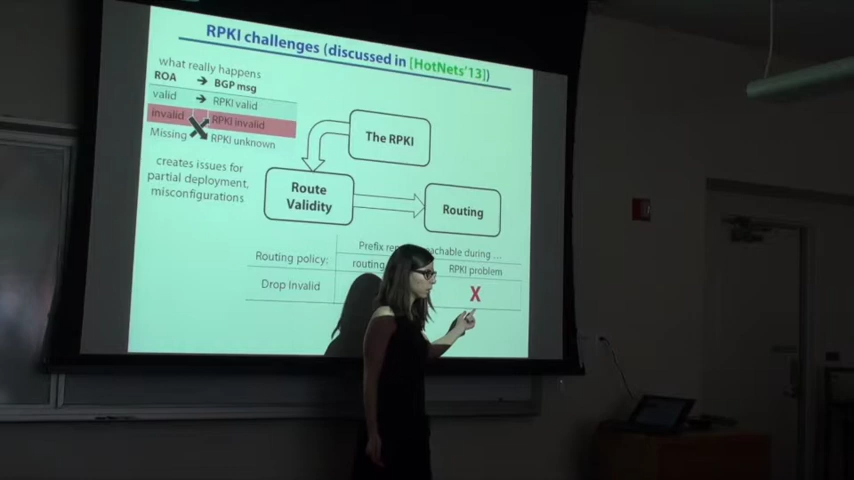 RPKI challenges (discussed in [HotNets'13])
what really happens
ROA → BGP msg
valid → RPKI valid
invalid RPKI invalid
Missing RPKI unknown
creates issues for
partial deployment,
misconfigurations
The RPKI
Route
Validity
Routing
Prefix during ...
Routing policy: routing RPKI problem
Drop Invalid X